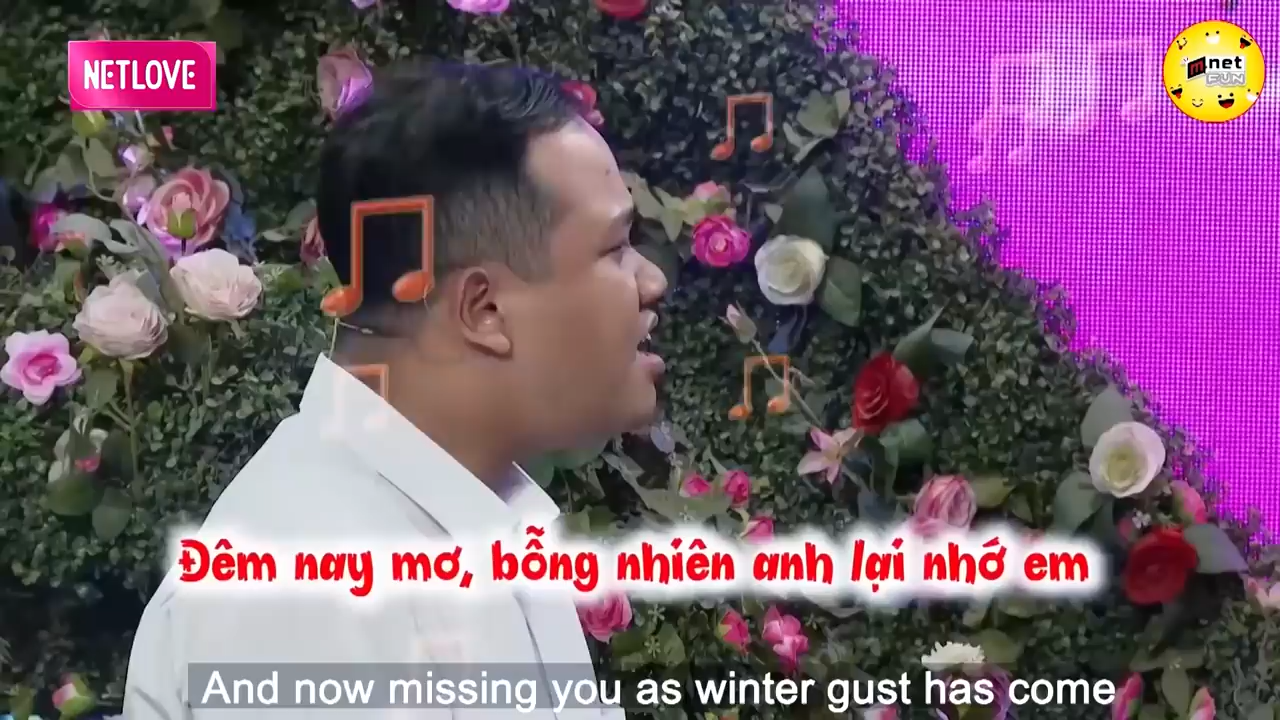 NETLOVE
mnet
FUN
Đêm nay mơ, bỗng nhiên anh lại nhớ em
And now missing you as winter gust has come